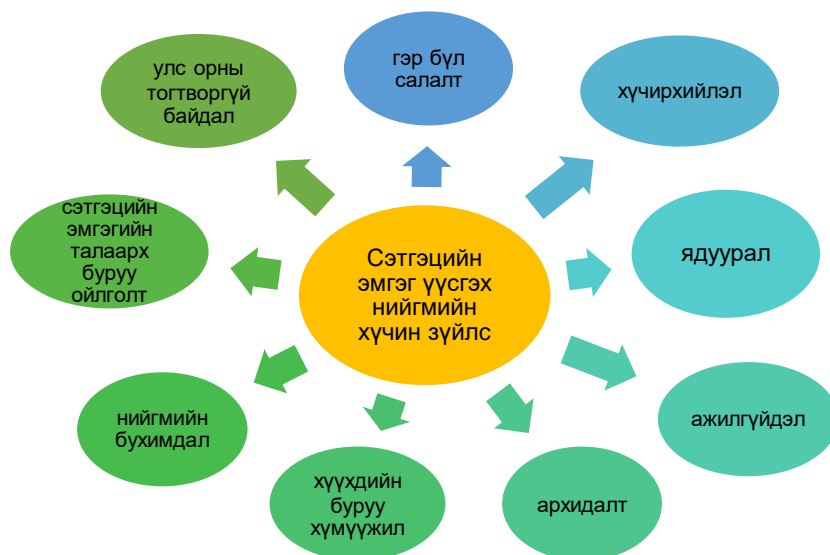 Сэтгэцийн
эмгэг үүсгэх
нийгмийн
хүчин зүйлс
гэр бүл
салалт
хүчирхийлэл
ядуурал
ажилгүйдэл
архидалт
хүүхдийн
буруу
хүмүүжил
нийгмийн
бухимдал
сэтгэцийн
эмгэгийн
талаарх
буруу
ойлголт
улс орны
тогтворгүй
байдал